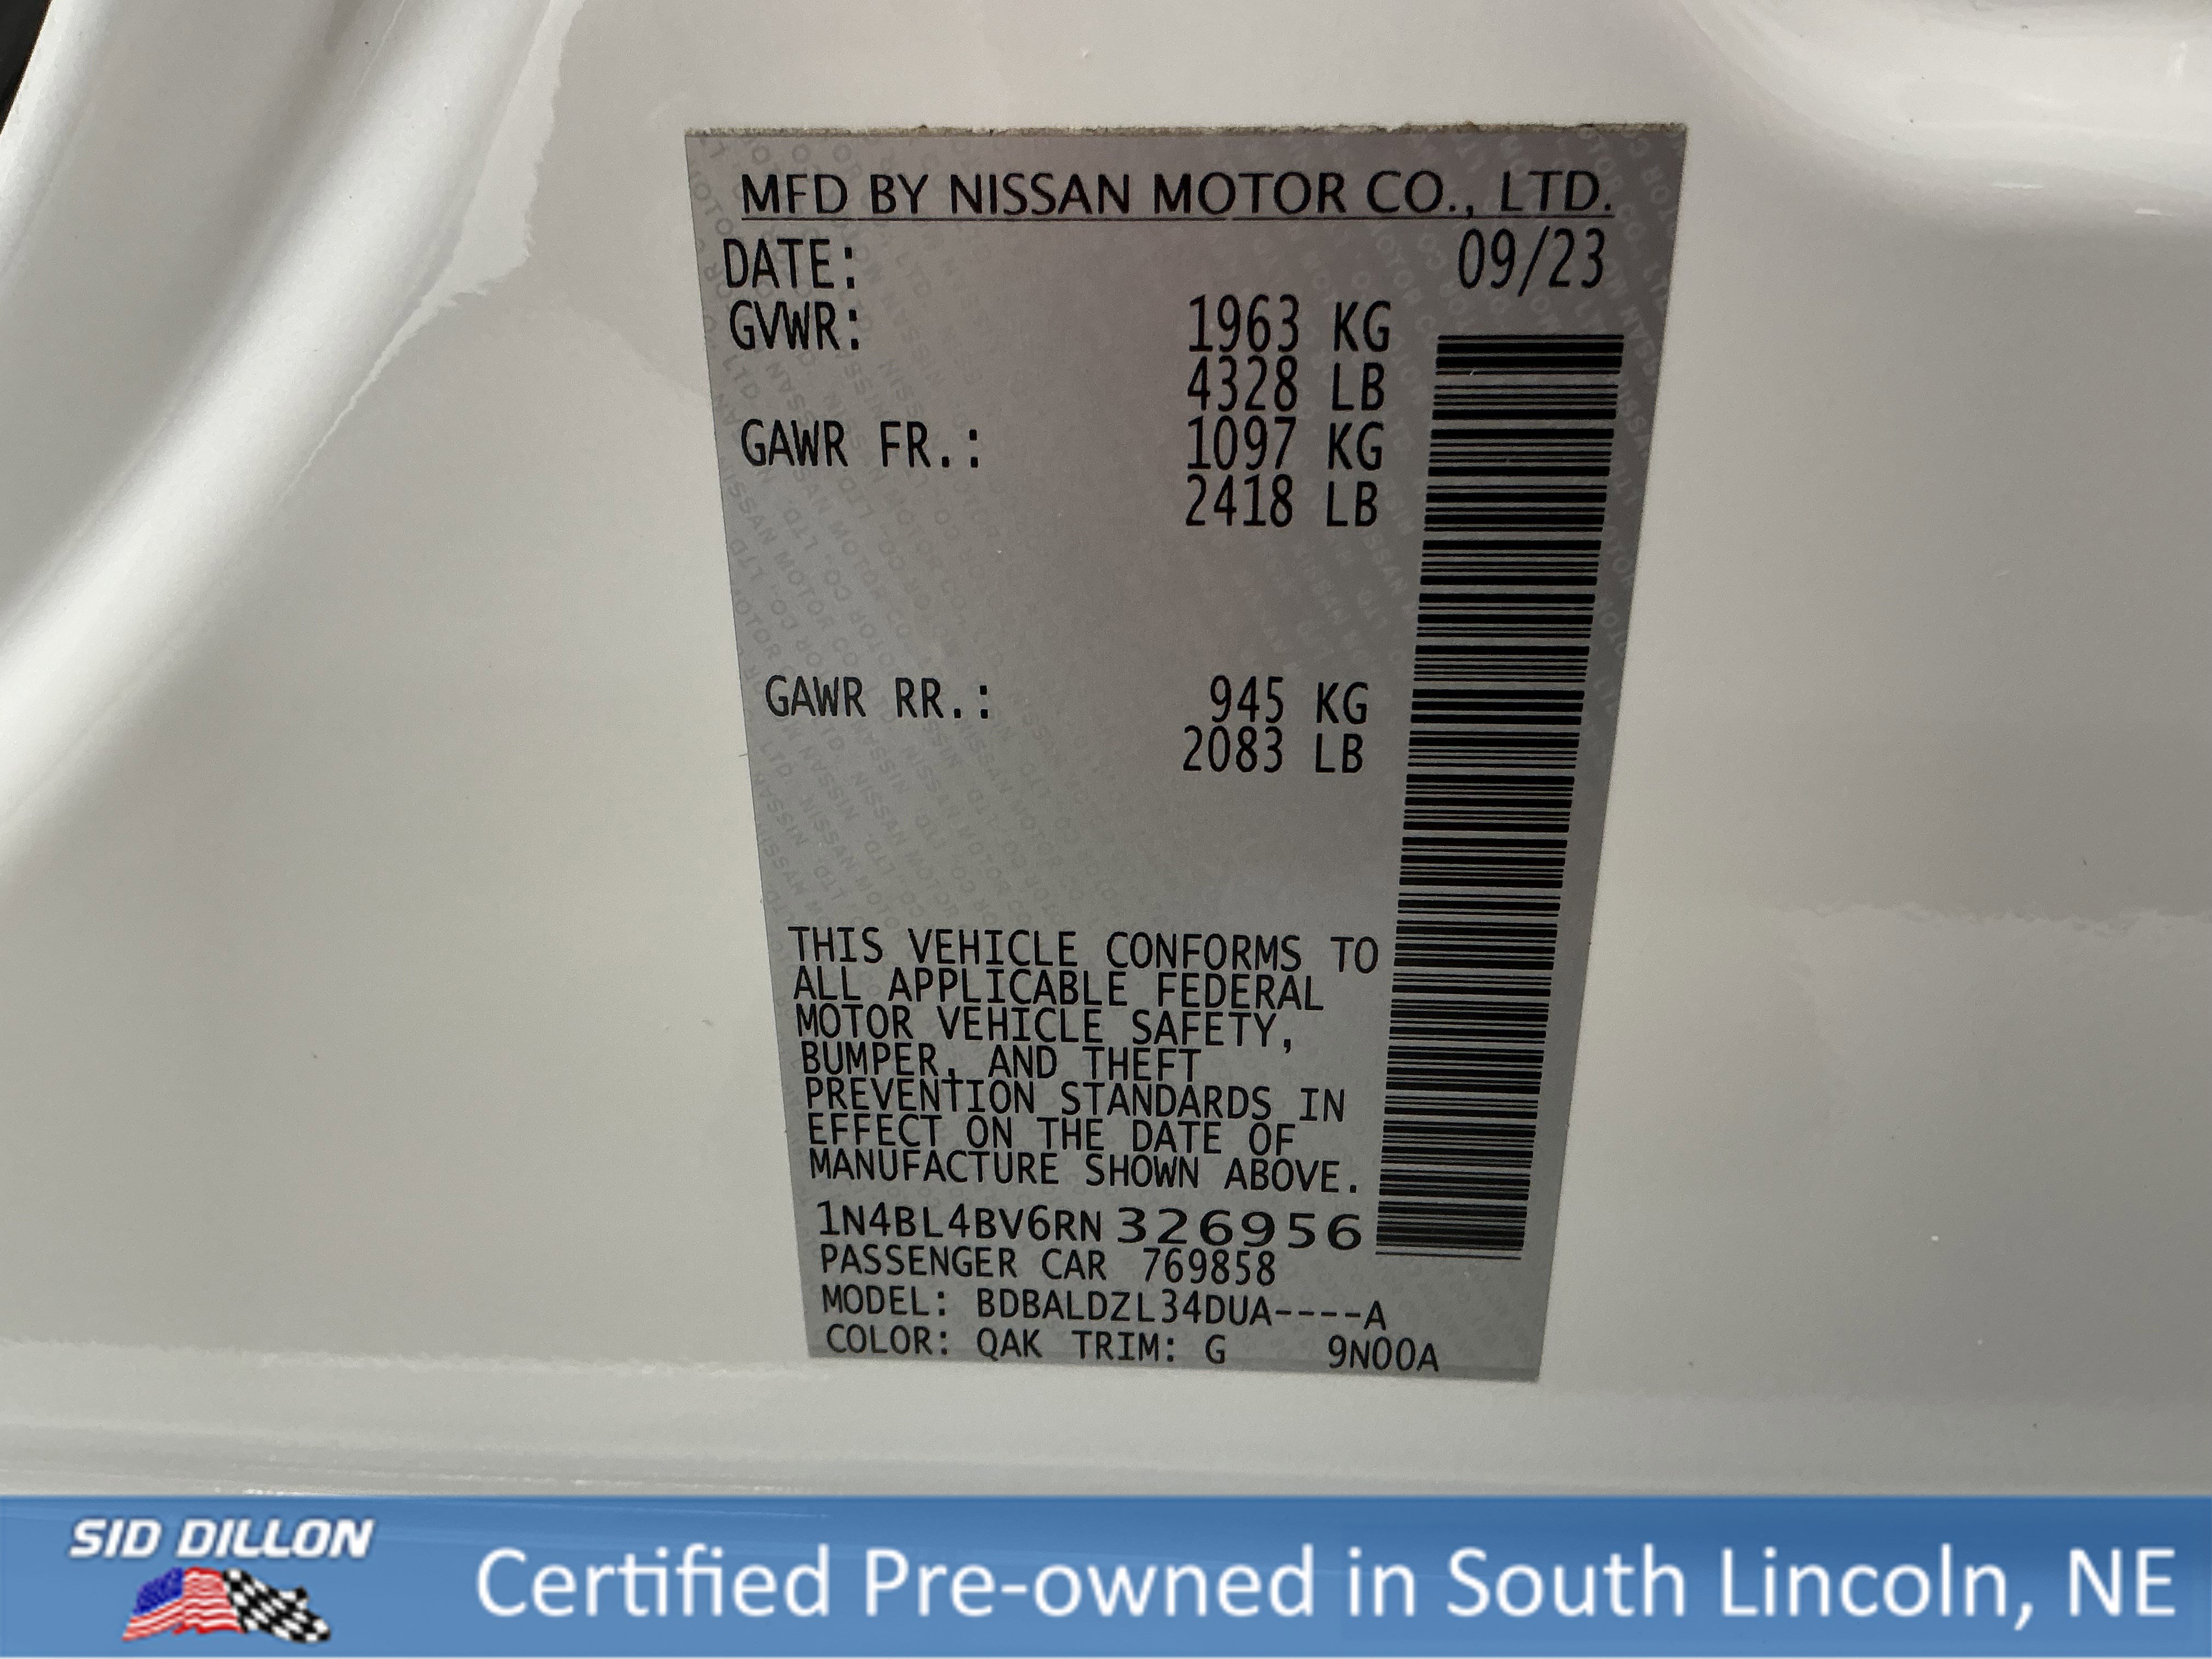 MFD BY NISSAN MOTOR CO., LTD.
DATE: 09/23
GVWR: 1963 KG
4328 LB
GAWR FR.: 1097 KG
2418 LB
GAWR RR.: 945 KG
2083 LB
THIS VEHICLE CONFORMS TO
ALL APPLICABLE FEDERAL
MOTOR VEHICLE SAFETY,
BUMPER, AND THEFT
PREVENTION STANDARDS IN
EFFECT ON THE DATE OF
MANUFACTURE SHOWN ABOVE.
1N4BL4BV6RN326956
PASSENGER CAR 769858
MODEL: BDBALDZL34DUA----A
COLOR: QAK TRIM: G 9N00A
SID DILLON
Certified Pre-owned in South Lincoln, NE